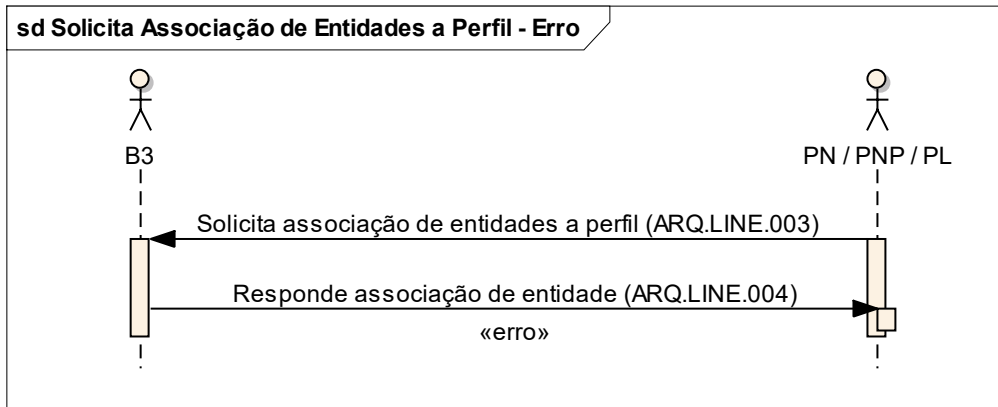 sd Solicita Associação de Entidades a Perfil - Erro
B3
PN / PNP / PL
Solicita associação de entidades a perfil (ARQ.LINE.003)
Responde associação de entidade (ARQ.LINE.004)
«erro»